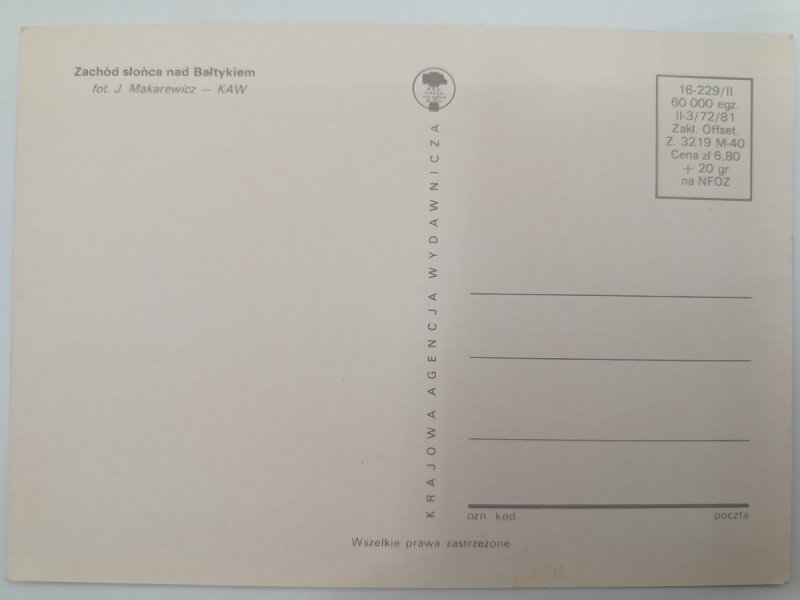 Zachód słońca nad Bałtykiem
fot. J. Makarewicz — KAW
KRAJOWA AGENCJA WYDAWNICZA
16-229/II
60 000 egz.
II-3/72/81
Zakł. Offset.
Z. 3219 M-40
Cena zł 6,80
+ 20 gr
na NFOZ
ozn kod
poczta
Wszelkie prawa zastrzeżone